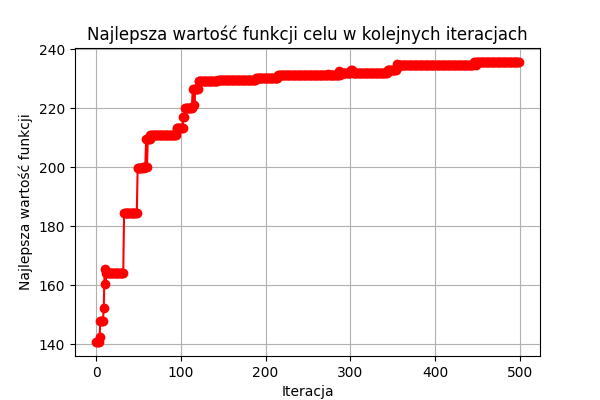 Najlepsza wartość funkcji celu w kolejnych iteracjach
Najlepsza wartość funkcji
240
220
200
180
160
140
0 100 200 300 400 500
Iteracja